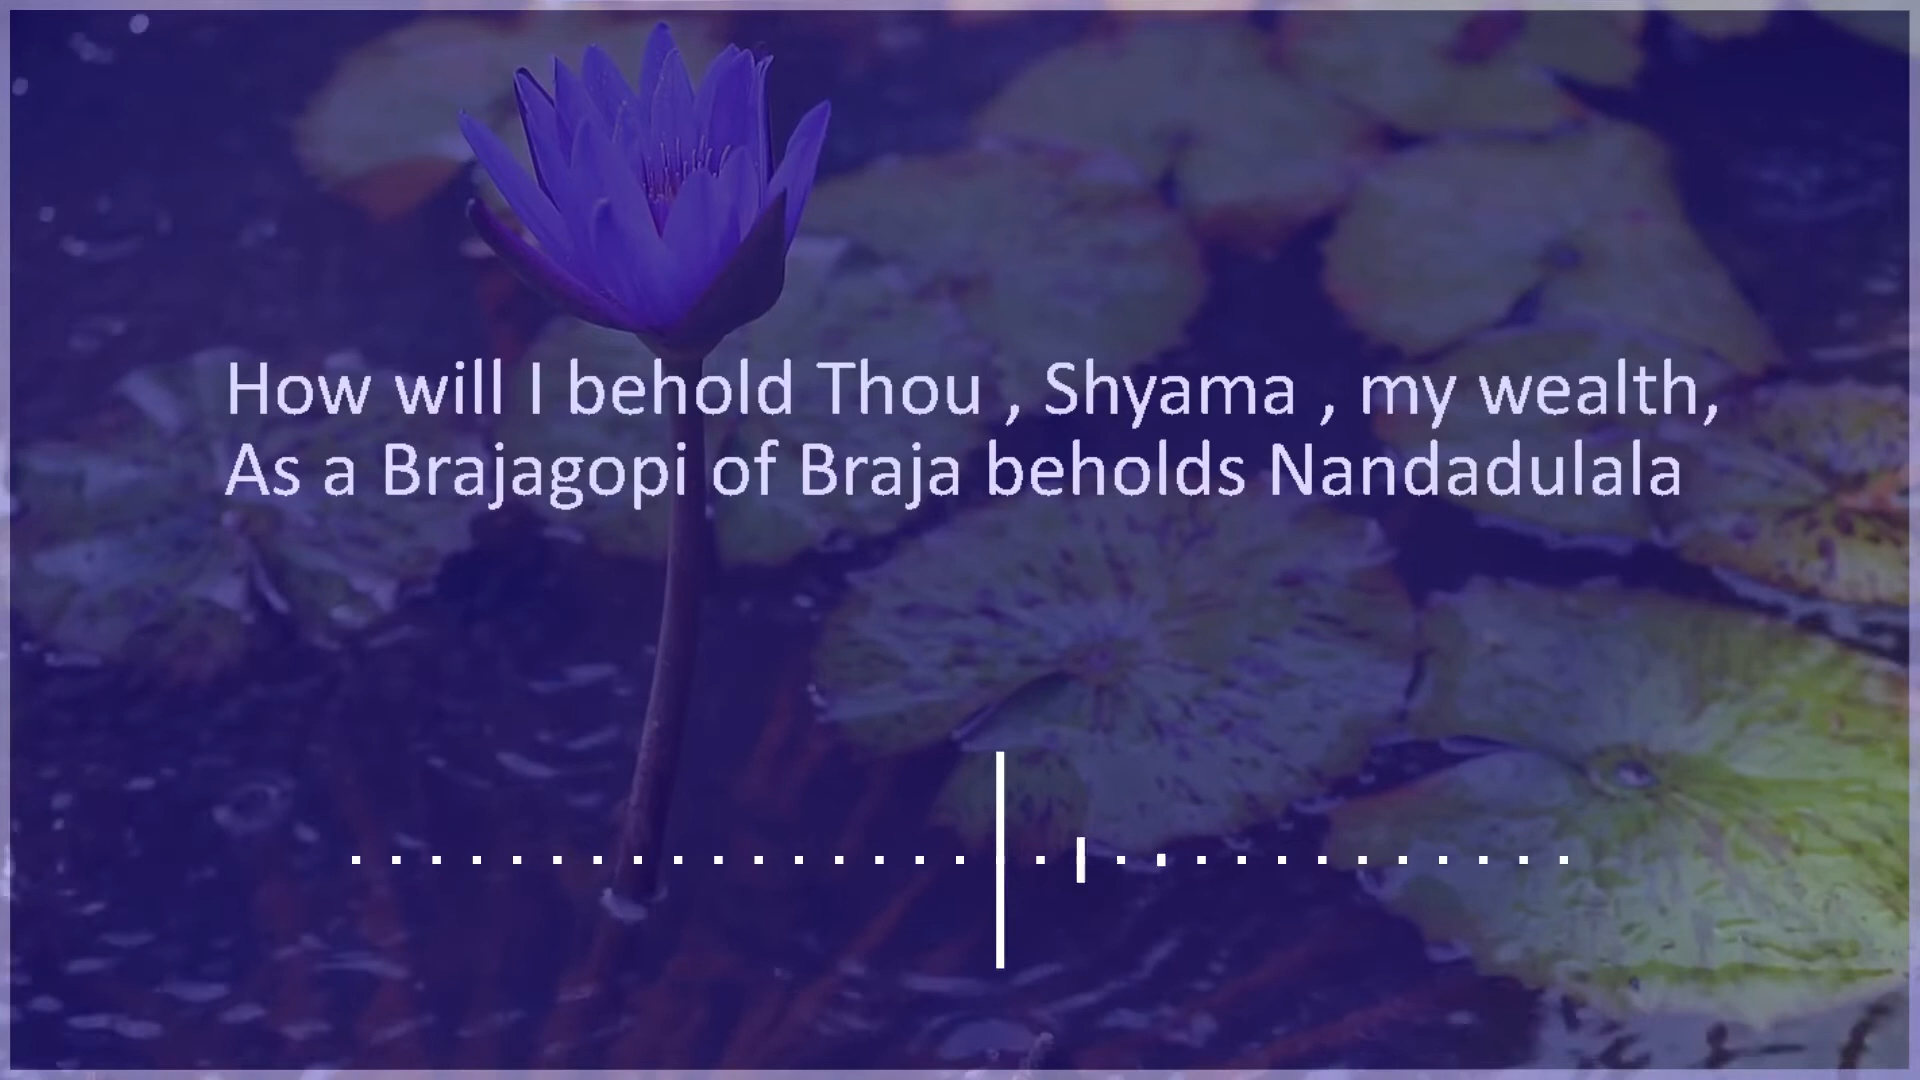 How will I behold Thou , Shyama , my wealth,
As a Brajagopi of Braja beholds Nandadulala